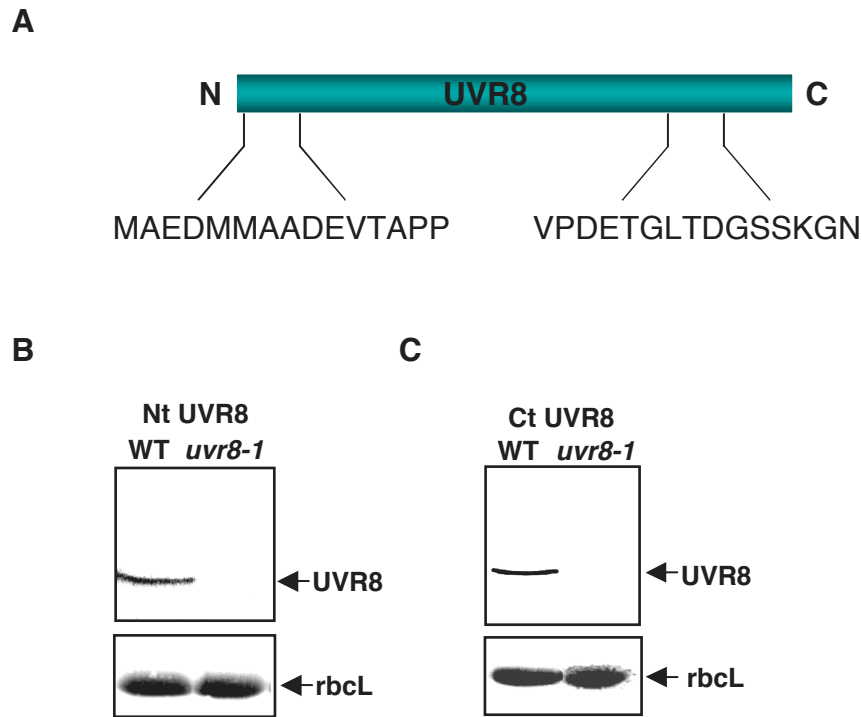 A
N UVR8 C
MAEDMMAADEVTAPP VPDETGLTDGSSKGN
B
Nt UVR8
WT uvr8-1
UVR8
rbcL
C
Ct UVR8
WT uvr8-1
UVR8
rbcL